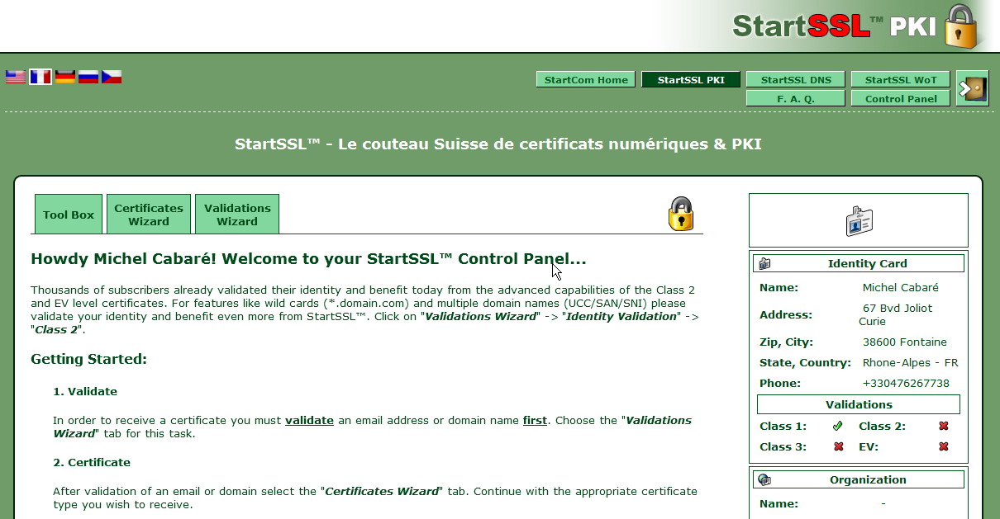 StartSSL™ PKI
StartCom Home
StartSSL PKI
StartSSL DNS
StartSSL WoT
F. A. Q.
Control Panel
StartSSL™ - Le couteau Suisse de certificats numériques & PKI
Tool Box
Certificates
Wizard
Validations
Wizard
Howdy Michel Cabaré! Welcome to your StartSSL™ Control Panel...
Thousands of subscribers already validated their identity and benefit today from the advanced capabilities of the Class 2
and EV level certificates. For features like wild cards (*.domain.com) and multiple domain names (UCC/SAN/SNI) please
validate your identity and benefit even more from StartSSL™. Click on "Validations Wizard" -> "Identity Validation" ->
"Class 2".
Getting Started:
1. Validate
In order to receive a certificate you must validate an email address or domain name first. Choose the "Validations
Wizard" tab for this task.
2. Certificate
After validation of an email or domain select the "Certificates Wizard" tab. Continue with the appropriate certificate
type you wish to receive.
Identity Card
Name: Michel Cabaré
Address: 67 Bvd Joliot
Curie
Zip, City: 38600 Fontaine
State, Country: Rhone-Alpes - FR
Phone: +330476267738
Validations
Class 1: Class 2:
Class 3: EV:
Organization
Name: -